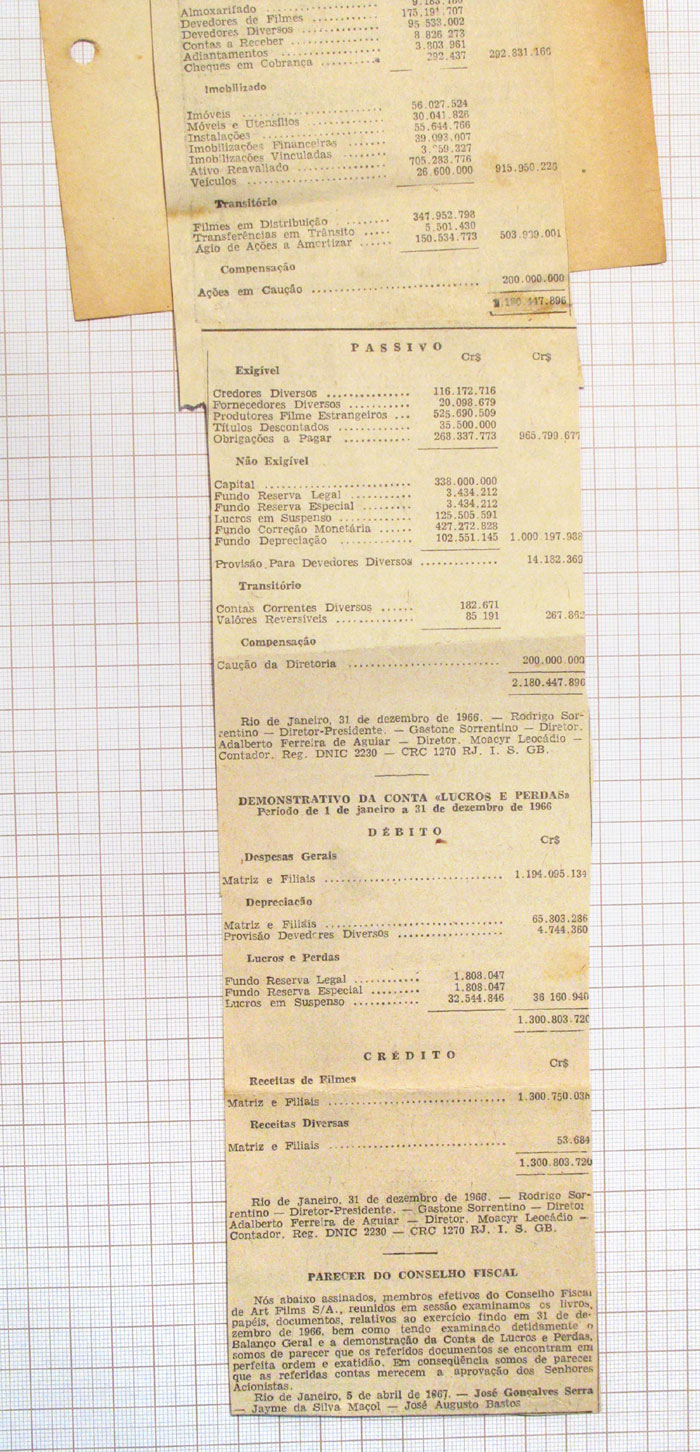 Almoxarifado
Devedores de Filmes ........ 175.191.707
Devedores Diversos ........ 95 533.002
Contas a Receber ........ 8 826 273
Adiantamentos ........ 3.803 961
Cheques em Cobrança ........ 292.437 292.831.166
Imobilizado
Imóveis ........ 56.027.524
Móveis e Utensílios ........ 30.041.826
Instalações ........ 55.644.766
Imobilizações Financeiras ........ 39.093.007
Imobilizações Vinculadas ........
Ativo Reavaliado ........ 705.283.776
Veículos ........ 26.600.000 915.950.226
Transitório
Filmes em Distribuição ........ 347.952.798
Transferências em Trânsito ..... 5.501.430
Agio de Ações a Amortizar ..... 150.534.773 503.989.001
Compensação
Ações em Caução ........ 200.000.000
2.180.447.896
PASSIVO
Cr$ Cr$
Exigível
Credores Diversos ........ 116.172.716
Fornecedores Diversos ........ 20.098.679
Produtores Filme Estrangeiros ... 525.690.509
Títulos Descontados ........ 35.500.000
Obrigações a Pagar ........ 268.337.773 965.799 677
Não Exigível
Capital ........ 338.000.000
Fundo Reserva Legal ........ 3.434.212
Fundo Reserva Especial ........ 3.434.212
Lucros em Suspenso ........ 125.505.591
Fundo Correção Monetária ...... 427.272.828
Fundo Depreciação ........ 102.551.145 1.000 197.988
Provisão Para Devedores Diversos ........ 14.182.369
Transitório
Contas Correntes Diversos ...... 182.671
Valôres Reversíveis ........ 85 191 267.862
Compensação
Caução da Diretoria ........ 200.000 000
2.180.447.896
Rio de Janeiro, 31 de dezembro de 1966. — Rodrigo Sor-
rentino — Diretor-Presidente. — Gastone Sorrentino — Diretor.
Adalberto Ferreira de Aguiar — Diretor. Moacyr Leocádio —
Contador. Reg. DNIC 2230 — CRC 1270 RJ. I. S. GB.
DEMONSTRATIVO DA CONTA «LUCROS E PERDAS»
Período de 1 de janeiro a 31 de dezembro de 1966
DÉBITO
Cr$
Despesas Gerais
Matriz e Filiais ........ 1.194.095.134
Depreciação
Matriz e Filiais ........ 65.803.286
Provisão Devedores Diversos ........ 4.744.360
Lucros e Perdas
Fundo Reserva Legal ........ 1.808.047
Fundo Reserva Especial ........ 1.808.047
Lucros em Suspenso ........ 32.544.846 36 160.940
1.300.803.720
CRÉDITO
Cr$
Receitas de Filmes
Matriz e Filiais ........ 1.300.750.036
Receitas Diversas
Matriz e Filiais ........ 53.684
1.300.803.720
Rio de Janeiro, 31 de dezembro de 1966. — Rodrigo Sor-
rentino — Diretor-Presidente. — Gastone Sorrentino — Diretor
Adalberto Ferreira de Aguiar — Diretor. Moacyr Leocádio —
Contador. Reg. DNIC 2230 — CRC 1270 RJ. I. S. GB.
PARECER DO CONSELHO FISCAL
Nós abaixo assinados, membros efetivos do Conselho Fiscal
de Art Films S/A., reunidos em sessão examinamos os livros,
papéis, documentos, relativos ao exercício findo em 31 de de-
zembro de 1966, bem como tendo examinado detidamente o
Balanço Geral e a demonstração da Conta de Lucros e Perdas,
somos de parecer que os referidos documentos se encontram em
perfeita ordem e exatidão. Em conseqüência somos de parecer
que as referidas contas merecem a aprovação dos Senhores
Acionistas.
Rio de Janeiro, 5 de abril de 1867. — José Gonçalves Serra
— Jayme da Silva Maçol — José Augusto Bastos